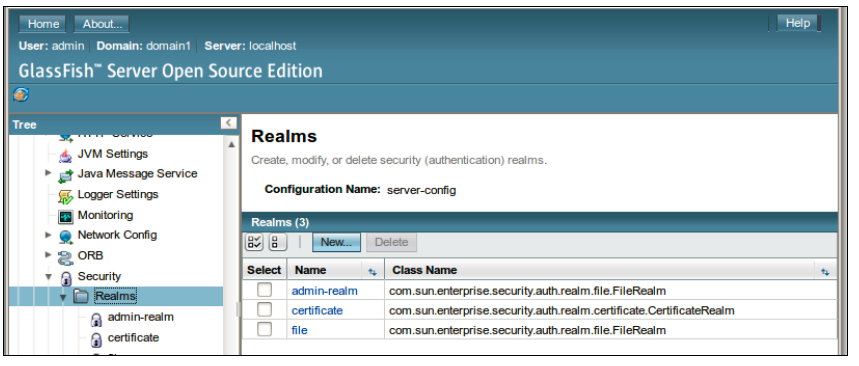 Home About... Help
User: admin Domain: domain1 Server: localhost
GlassFish™ Server Open Source Edition
Tree
JVM Settings
Java Message Service
Logger Settings
Monitoring
Network Config
ORB
Security
Realms
admin-realm
certificate
Realms
Create, modify, or delete security (authentication) realms.
Configuration Name: server-config
Realms (3)
New... Delete
Select Name Class Name
admin-realm com.sun.enterprise.security.auth.realm.file.FileRealm
certificate com.sun.enterprise.security.auth.realm.certificate.CertificateRealm
file com.sun.enterprise.security.auth.realm.file.FileRealm